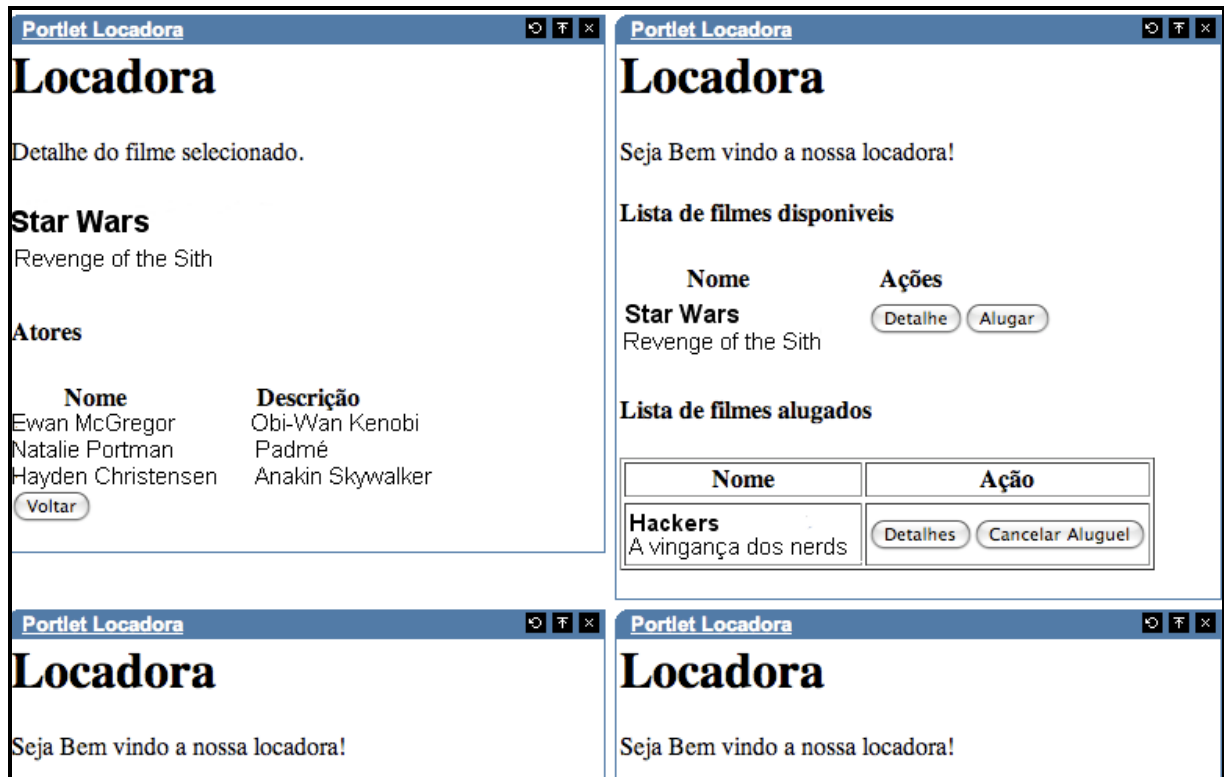 Portlet Locadora
Locadora
Detalhe do filme selecionado.
Star Wars
Revenge of the Sith
Atores
Nome Descrição
Ewan McGregor Obi-Wan Kenobi
Natalie Portman Padmé
Hayden Christensen Anakin Skywalker
Voltar
Portlet Locadora
Locadora
Seja Bem vindo a nossa locadora!
Lista de filmes disponiveis
Nome Ações
Star Wars
Revenge of the Sith
Detalhe Alugar
Lista de filmes alugados
Nome Ação
Hackers
A vingança dos nerds
Detalhes Cancelar Aluguel
Portlet Locadora
Locadora
Seja Bem vindo a nossa locadora!
Portlet Locadora
Locadora
Seja Bem vindo a nossa locadora!